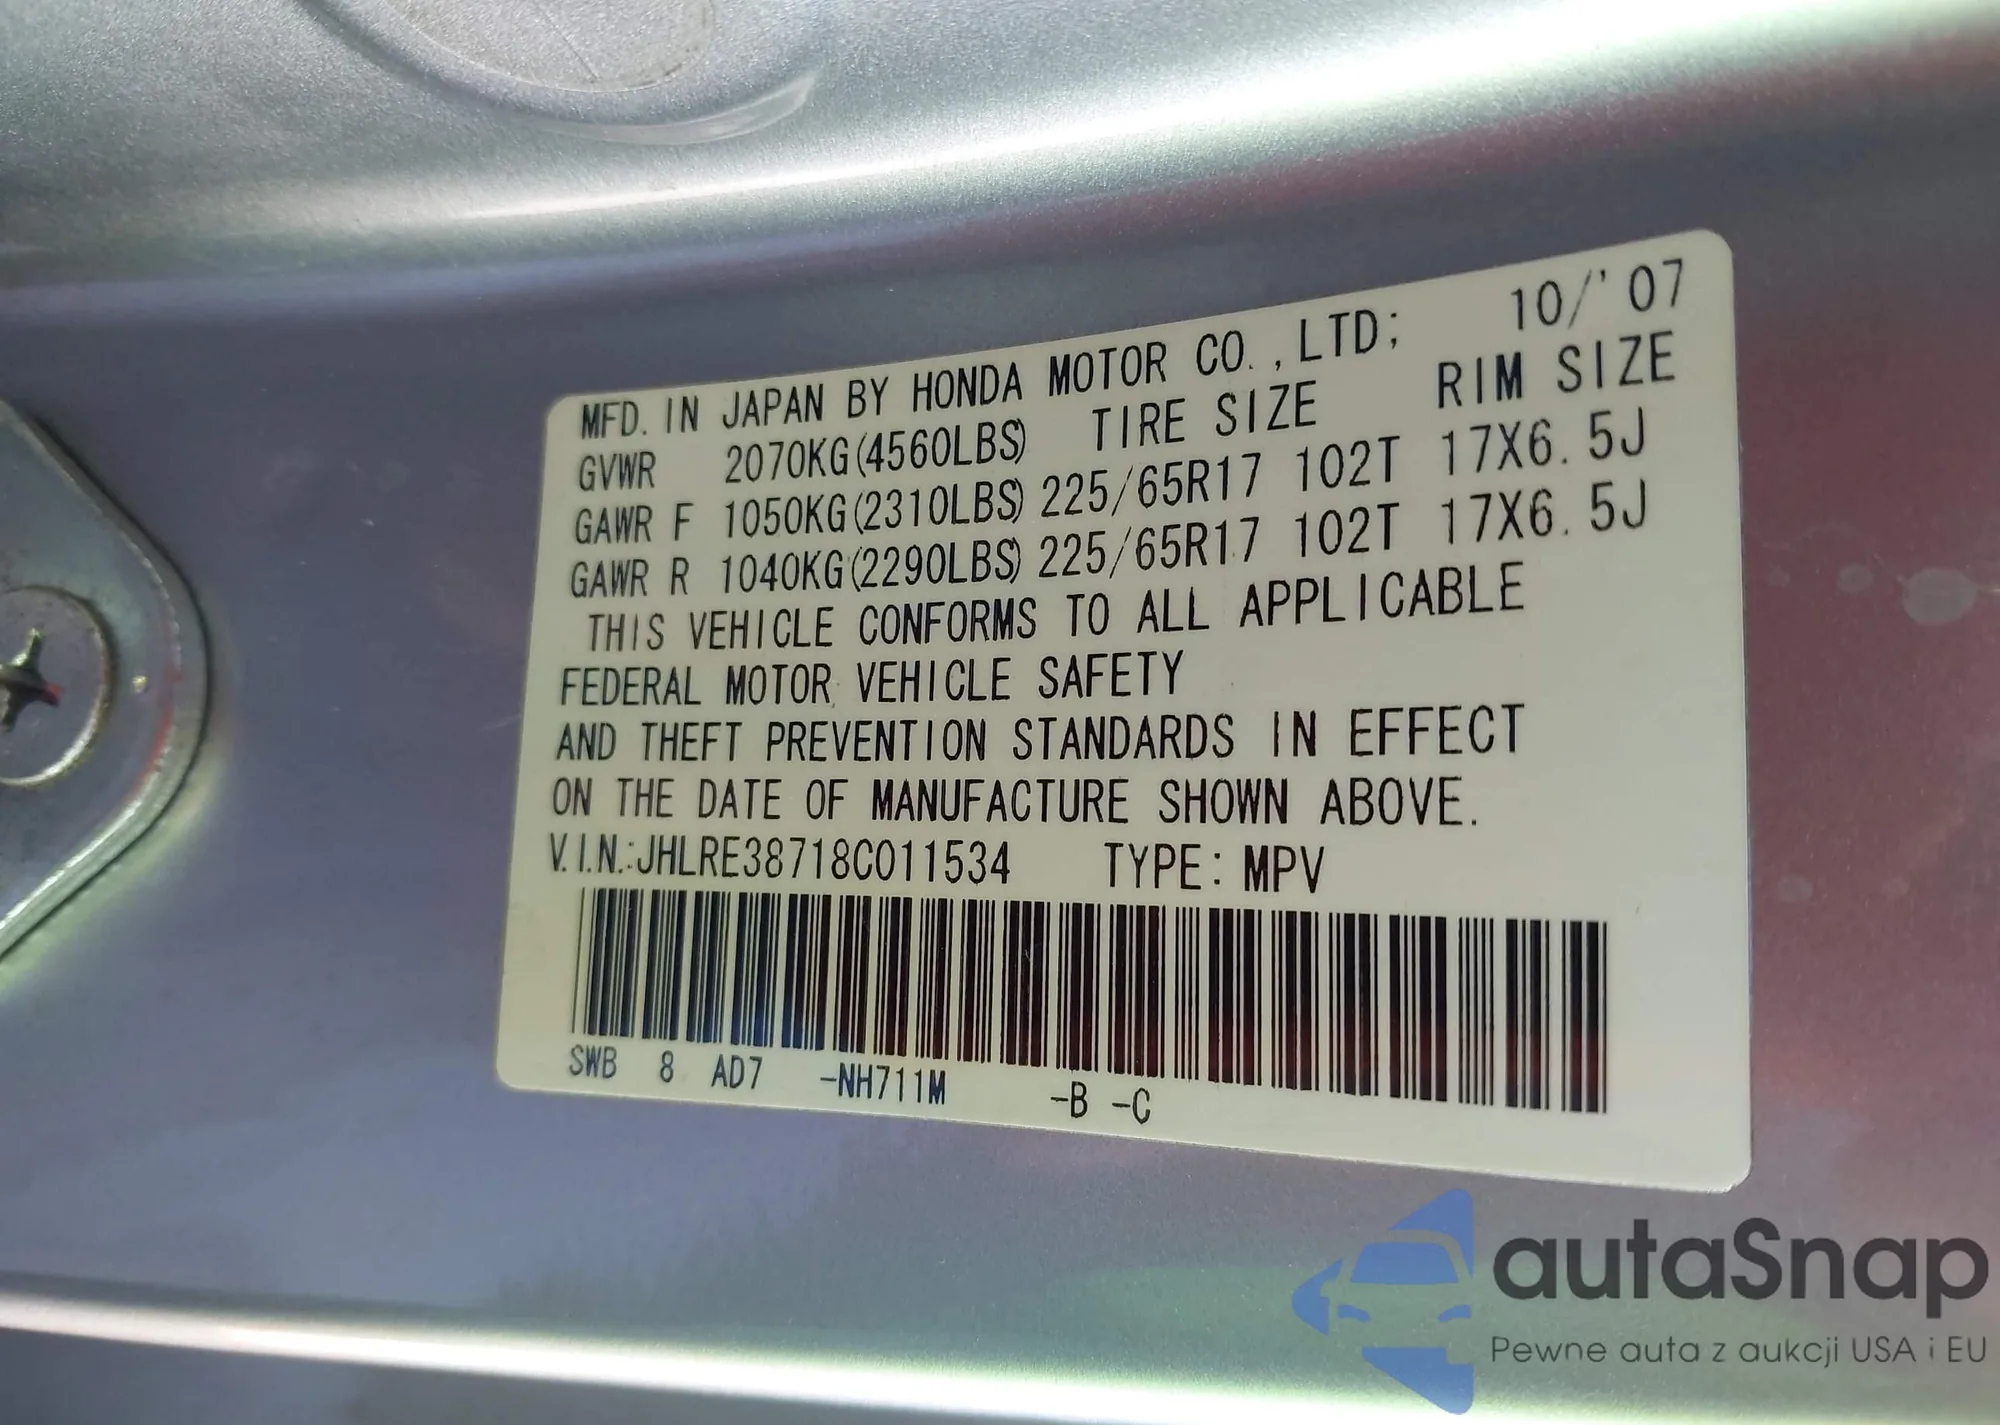 MFD. IN JAPAN BY HONDA MOTOR CO.,LTD; 10/'07
GVWR 2070KG(4560LBS) TIRE SIZE RIM SIZE
GAWR F 1050KG(2310LBS) 225/65R17 102T 17X6.5J
GAWR R 1040KG(2290LBS) 225/65R17 102T 17X6.5J
THIS VEHICLE CONFORMS TO ALL APPLICABLE
FEDERAL MOTOR VEHICLE SAFETY
AND THEFT PREVENTION STANDARDS IN EFFECT
ON THE DATE OF MANUFACTURE SHOWN ABOVE.
V.I.N.:JHLRE38718C011534 TYPE: MPV
SWB 8 AD7 -NH711M -B -C
autaSnap
Pewne auta z aukcji USA i EU